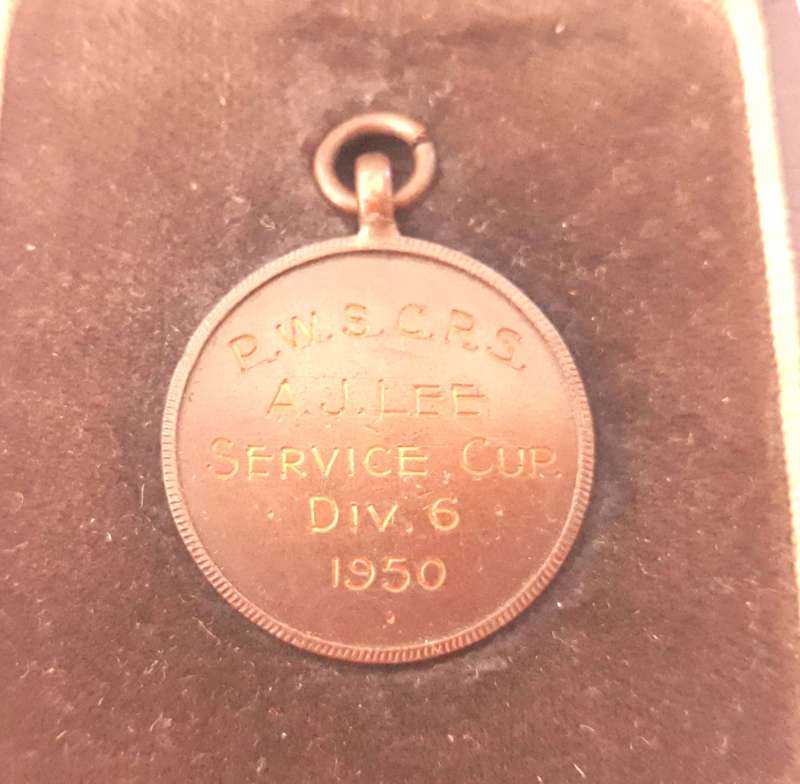 P.W.S.C.R.S.
A.J. LEE
SERVICE CUP.
· DIV. 6 ·
1950